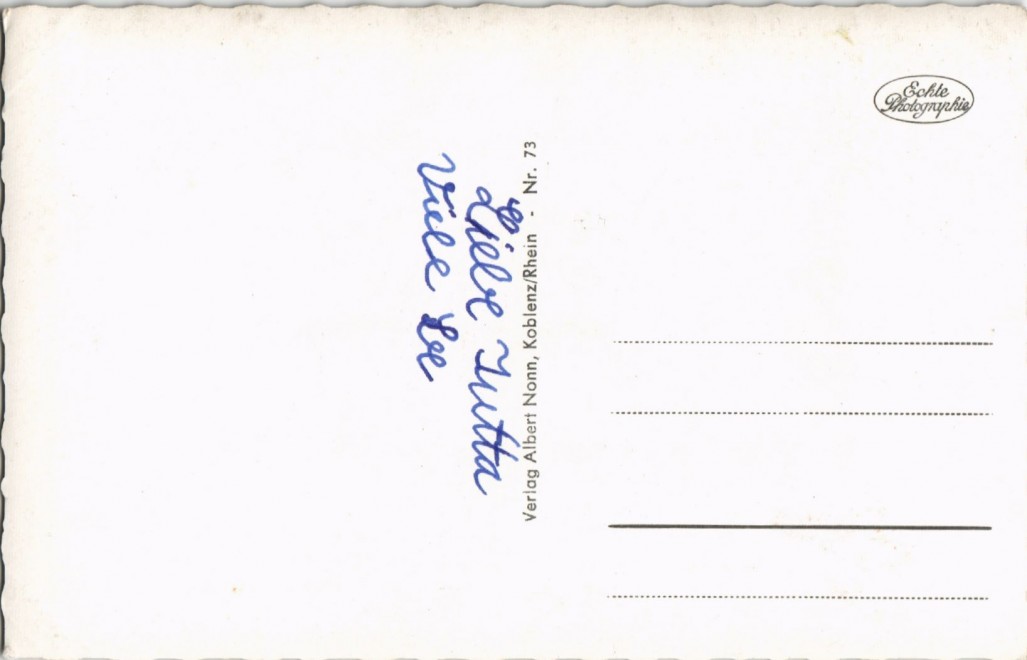 Echte
Photographie
Verlag Albert Nonn, Koblenz/Rhein - Nr. 73
Liebe Jutta
Viele